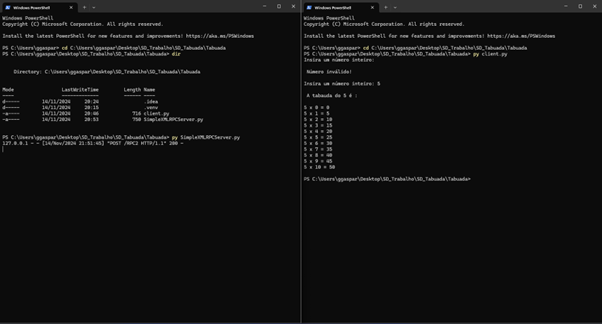 Windows PowerShell
Windows PowerShell
Copyright (C) Microsoft Corporation. All rights reserved.
Install the latest PowerShell for new features and improvements! https://aka.ms/PSWindows
PS C:\Users\ggaspar> cd C:\Users\ggaspar\Desktop\SD_Trabalho\SD_Tabuada\Tabuada
PS C:\Users\ggaspar\Desktop\SD_Trabalho\SD_Tabuada\Tabuada> dir
Directory: C:\Users\ggaspar\Desktop\SD_Trabalho\SD_Tabuada\Tabuada
Mode LastWriteTime Length Name
---- ------------- ------ ----
d----- 14/11/2024 20:24 .idea
d----- 14/11/2024 20:15 .venv
-a---- 14/11/2024 20:46 716 client.py
-a---- 14/11/2024 20:53 750 SimpleXMLRPCServer.py
PS C:\Users\ggaspar\Desktop\SD_Trabalho\SD_Tabuada\Tabuada> py SimpleXMLRPCServer.py
127.0.0.1 - - [14/Nov/2024 21:51:45] "POST /RPC2 HTTP/1.1" 200 -
Windows PowerShell
Windows PowerShell
Copyright (C) Microsoft Corporation. All rights reserved.
Install the latest PowerShell for new features and improvements! https://aka.ms/PSWindows
PS C:\Users\ggaspar> cd C:\Users\ggaspar\Desktop\SD_Trabalho\SD_Tabuada\Tabuada
PS C:\Users\ggaspar\Desktop\SD_Trabalho\SD_Tabuada\Tabuada> py client.py
Insira um número inteiro:
Número inválido!
Insira um número inteiro: 5
A tabauda do 5 é :
5 x 0 = 0
5 x 1 = 5
5 x 2 = 10
5 x 3 = 15
5 x 4 = 20
5 x 5 = 25
5 x 6 = 30
5 x 7 = 35
5 x 8 = 40
5 x 9 = 45
5 x 10 = 50
PS C:\Users\ggaspar\Desktop\SD_Trabalho\SD_Tabuada\Tabuada>